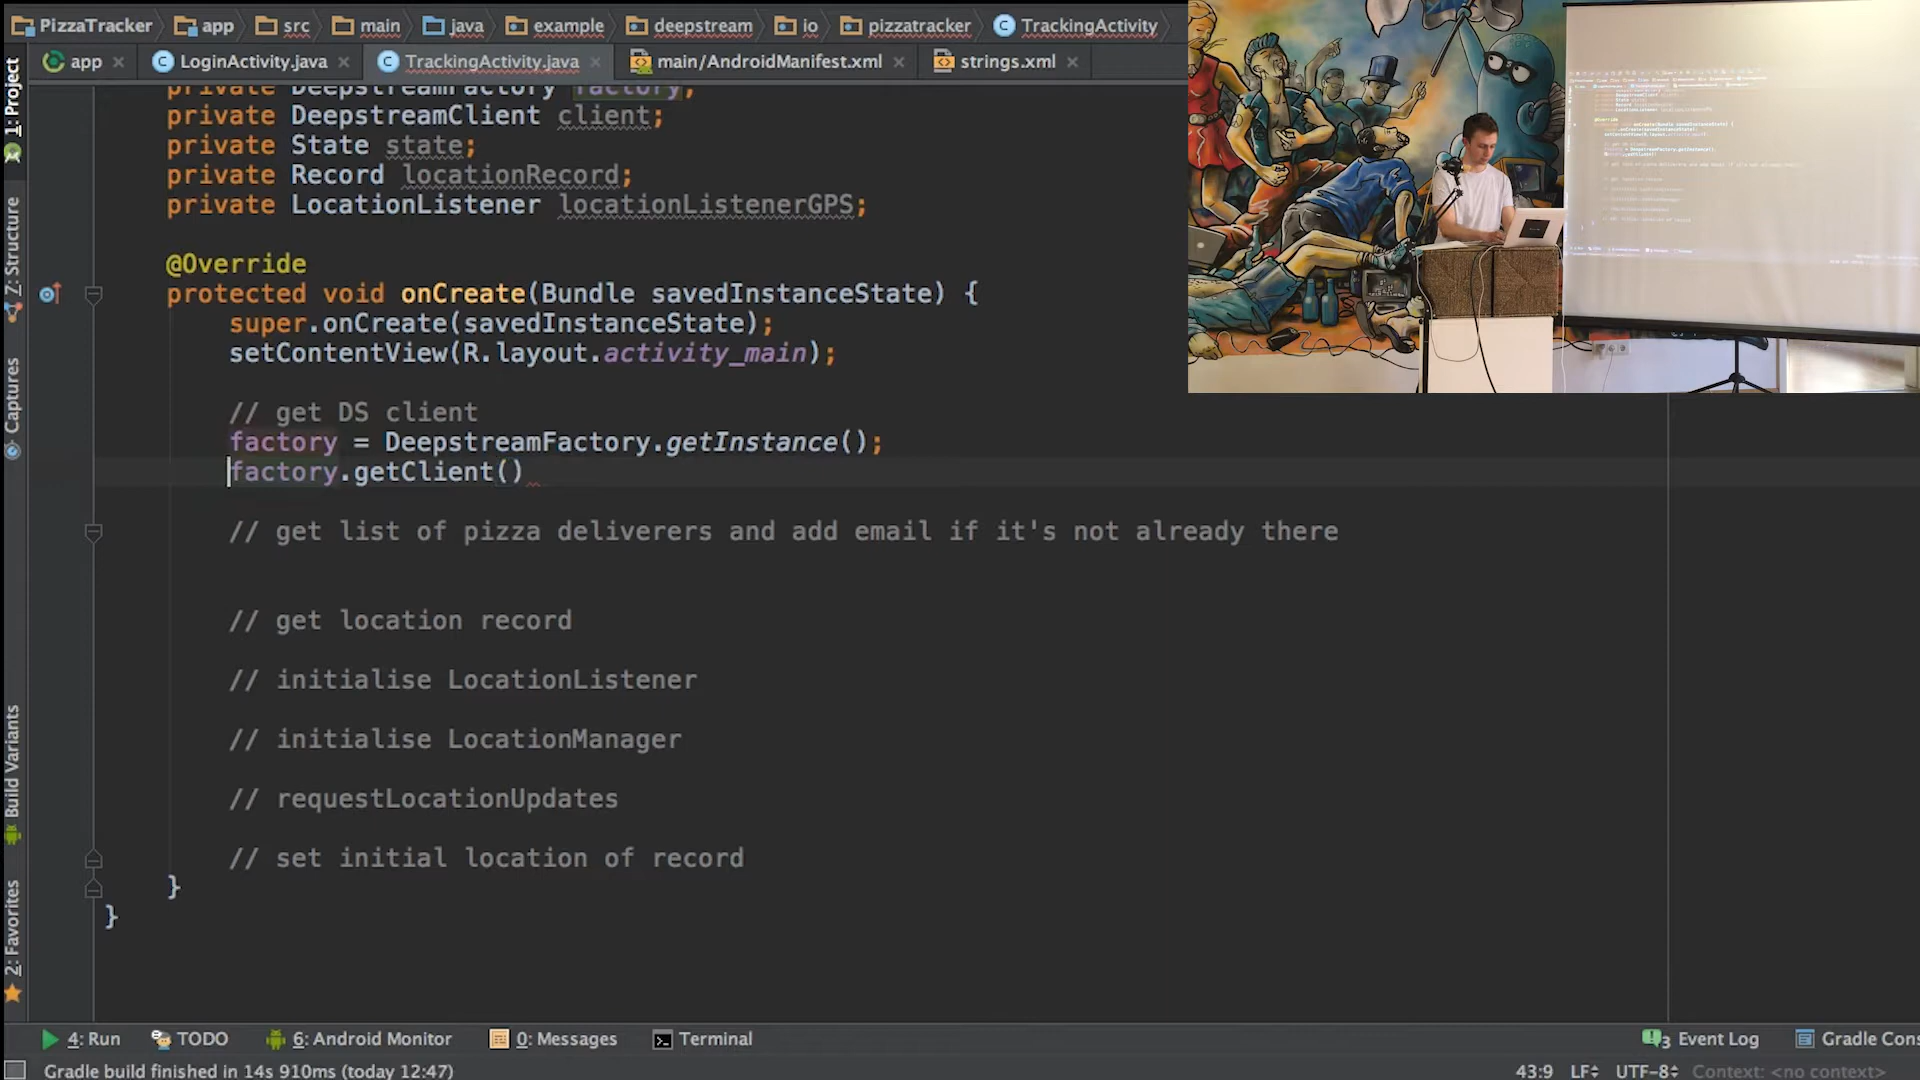 PizzaTracker app src main java example deepstream io pizzatracker TrackingActivity
app LoginActivity.java TrackingActivity.java main/AndroidManifest.xml strings.xml
1: Project
Z: Structure
Captures
Build Variants
2: Favorites
private DeepstreamFactory factory;
private DeepstreamClient client;
private State state;
private Record locationRecord;
private LocationListener locationListenerGPS;
@Override
protected void onCreate(Bundle savedInstanceState) {
super.onCreate(savedInstanceState);
setContentView(R.layout.activity_main);
// get DS client
factory = DeepstreamFactory.getInstance();
factory.getClient()
// get list of pizza deliverers and add email if it's not already there
// get location record
// initialise LocationListener
// initialise LocationManager
// requestLocationUpdates
// set initial location of record
}
}
4: Run TODO 6: Android Monitor 0: Messages Terminal 3 Event Log Gradle Cons
Gradle build finished in 14s 910ms (today 12:47) 43:9 LF UTF-8 Context: <no context>